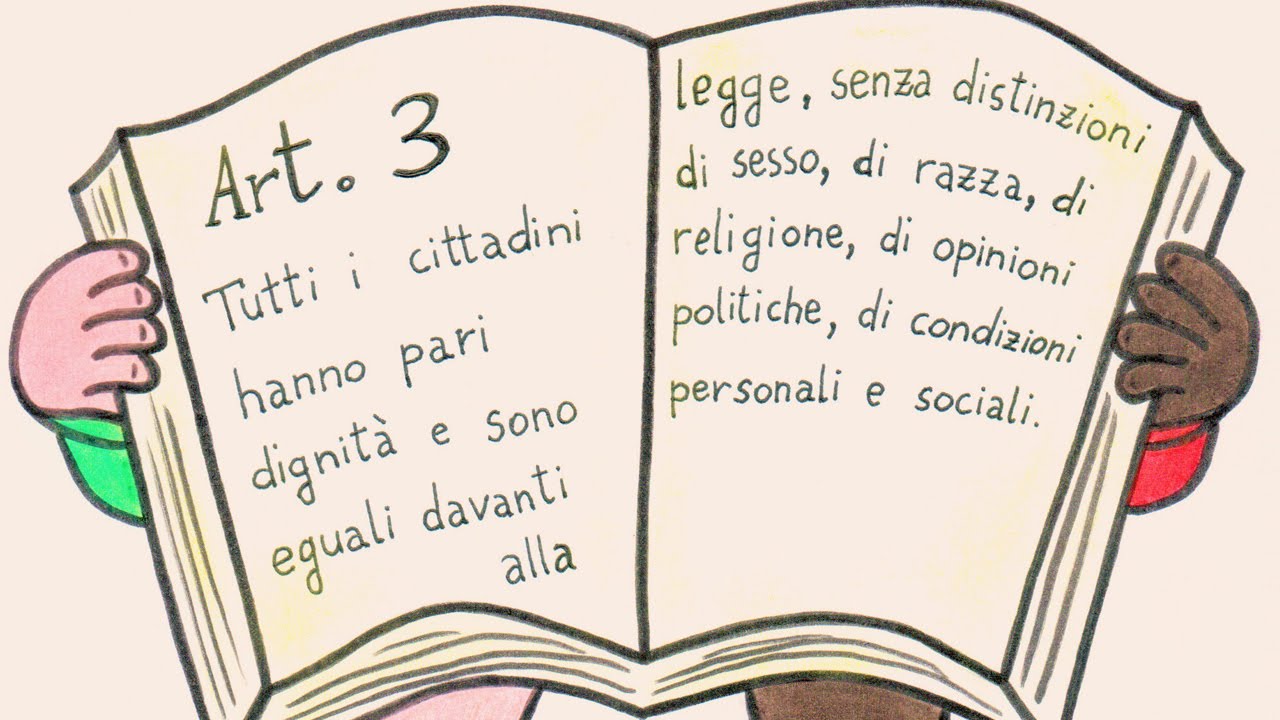 Art. 3
Tutti i cittadini
hanno pari
dignità e sono
eguali davanti
alla
legge, senza distinzioni
di sesso, di razza, di
religione, di opinioni
politiche, di condizioni
personali e sociali.